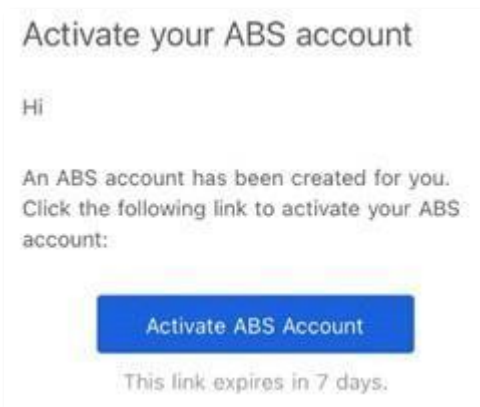 Activate your ABS account
Hi
An ABS account has been created for you.
Click the following link to activate your ABS
account:
Activate ABS Account
This link expires in 7 days.